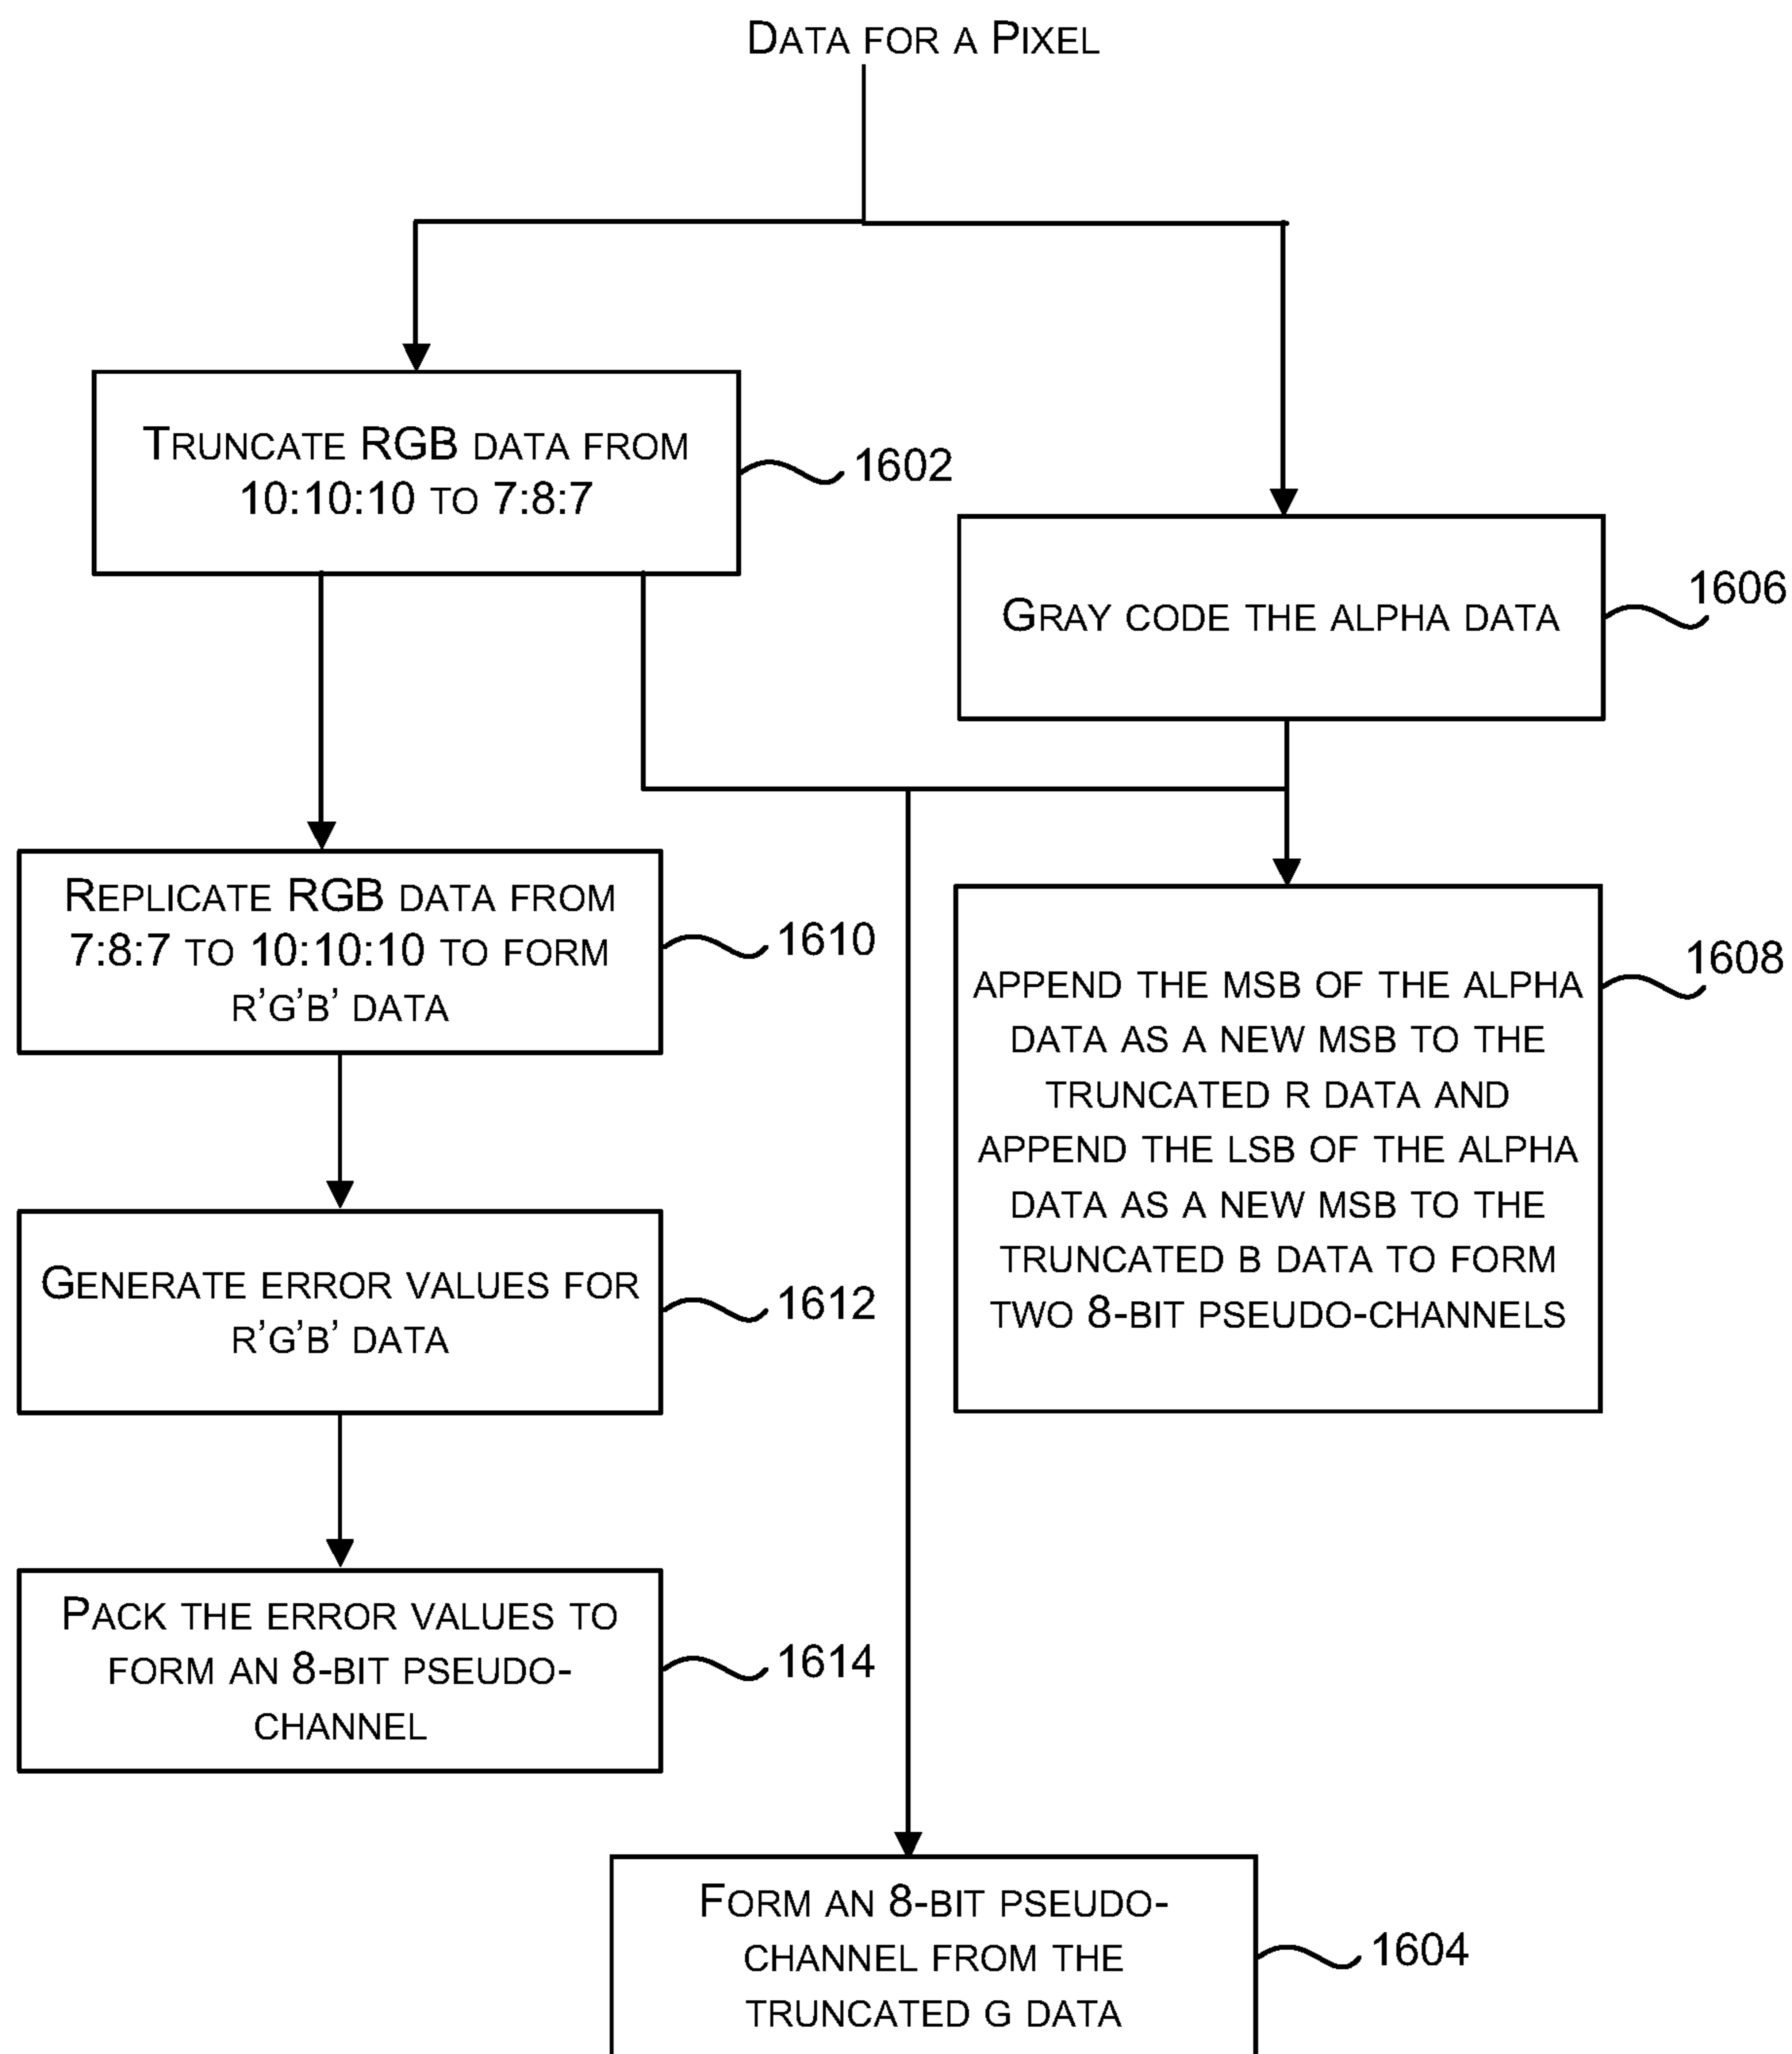 DATA FOR A PIXEL
TRUNCATE RGB DATA FROM
10:10:10 TO 7:8:7
1602
GRAY CODE THE ALPHA DATA
1606
REPLICATE RGB DATA FROM
7:8:7 TO 10:10:10 TO FORM
R'G'B' DATA
1610
APPEND THE MSB OF THE ALPHA
DATA AS A NEW MSB TO THE
TRUNCATED R DATA AND
APPEND THE LSB OF THE ALPHA
DATA AS A NEW MSB TO THE
TRUNCATED B DATA TO FORM
TWO 8-BIT PSEUDO-CHANNELS
1608
GENERATE ERROR VALUES FOR
R'G'B' DATA
1612
PACK THE ERROR VALUES TO
FORM AN 8-BIT PSEUDO-
CHANNEL
1614
FORM AN 8-BIT PSEUDO-
CHANNEL FROM THE
TRUNCATED G DATA
1604